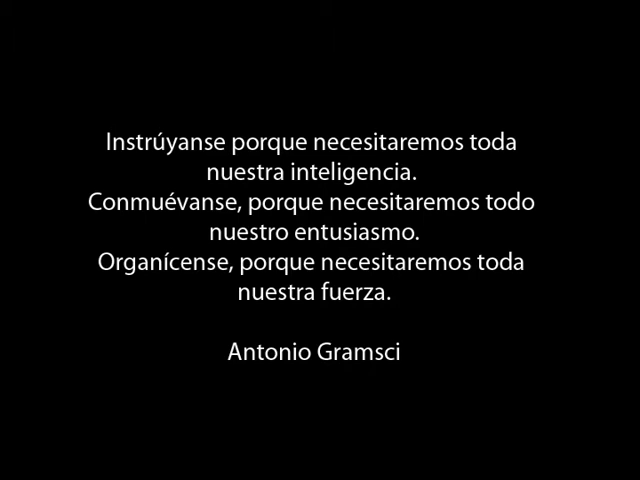 Instrúyanse porque necesitaremos toda
nuestra inteligencia.
Conmuévanse, porque necesitaremos todo
nuestro entusiasmo.
Organícense, porque necesitaremos toda
nuestra fuerza.
Antonio Gramsci